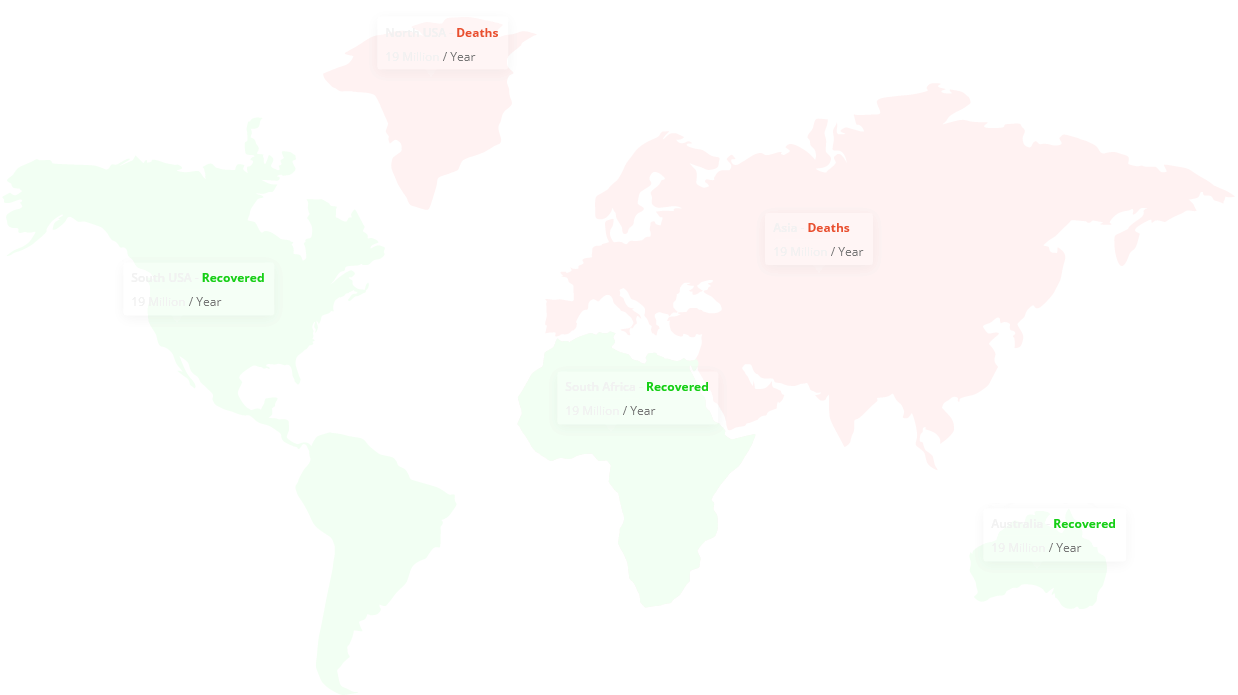 North USA Deaths
19 Million / Year
Asia Deaths
19 Million / Year
South USA Recovered
19 Million / Year
South Africa Recovered
19 Million / Year
Australia Recovered
19 Million / Year